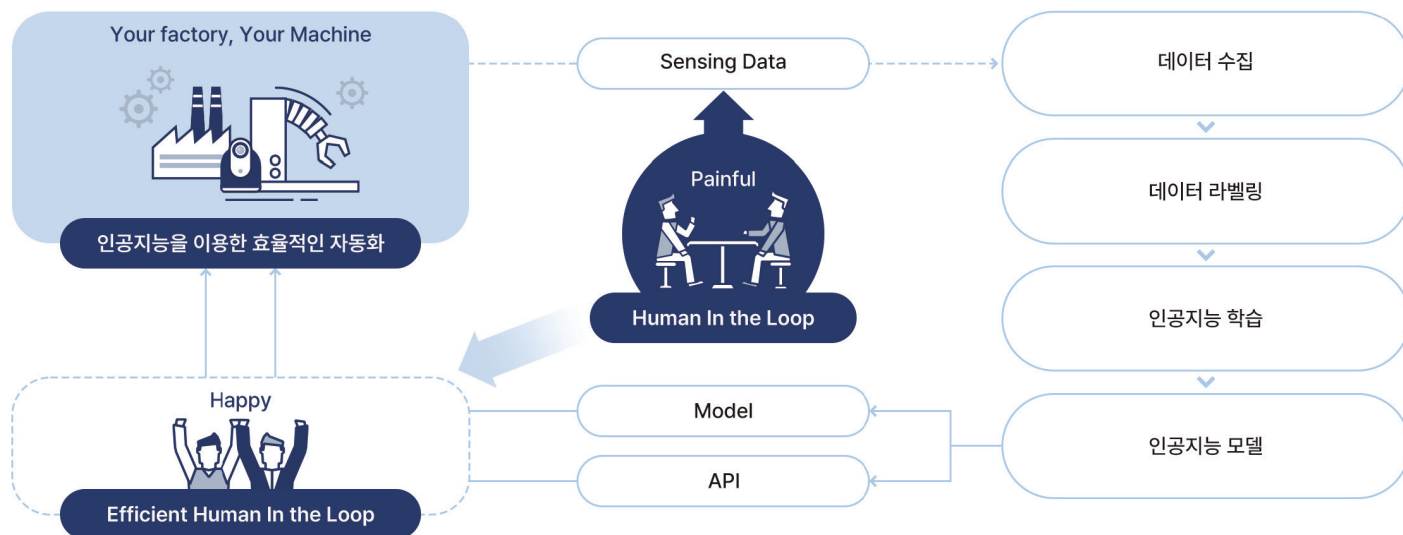 Your factory, Your Machine
인공지능을 이용한 효율적인 자동화
Sensing Data
Painful
Human In the Loop
데이터 수집
데이터 라벨링
인공지능 학습
인공지능 모델
Model
API
Happy
Efficient Human In the Loop